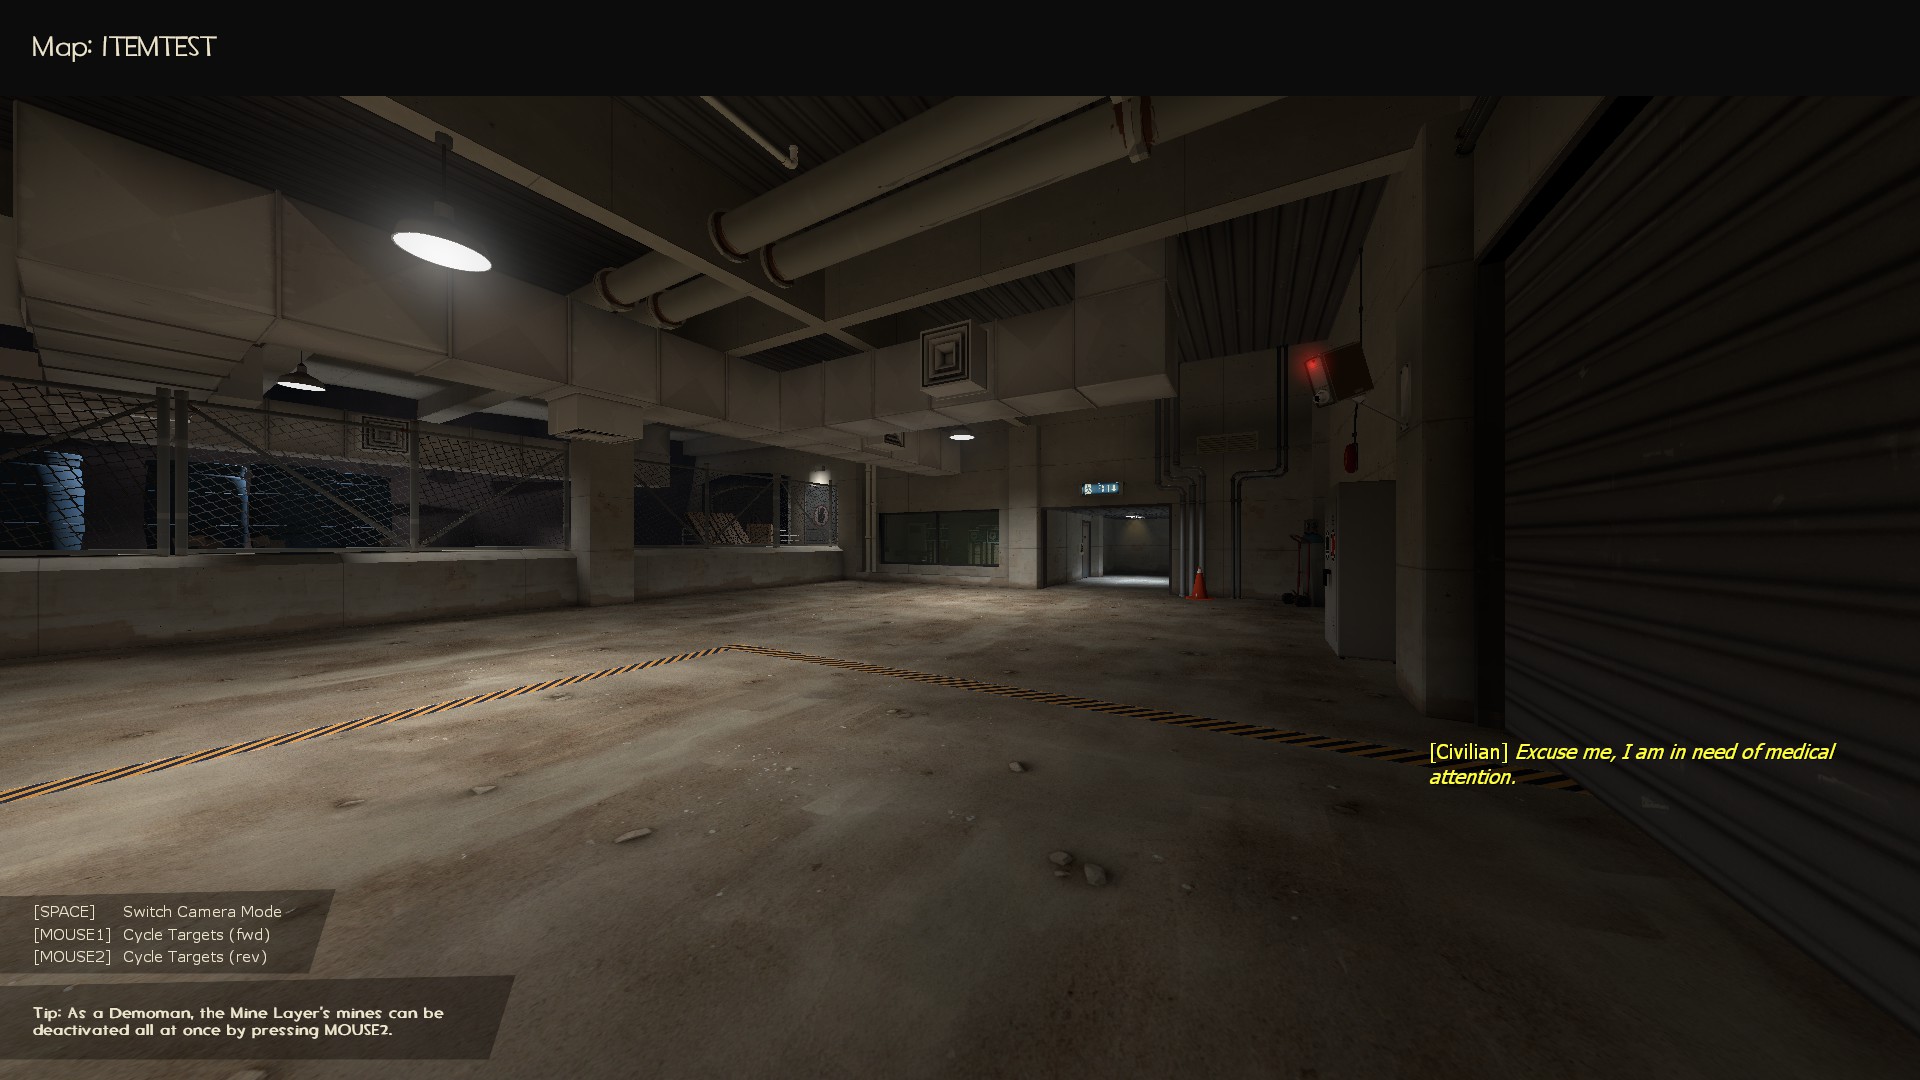 Map: ITEMTEST
[Civilian] Excuse me, I am in need of medical
attention.
[SPACE] Switch Camera Mode
[MOUSE1] Cycle Targets (fwd)
[MOUSE2] Cycle Targets (rev)
Tip: As a Demoman, the Mine Layer's mines can be
deactivated all at once by pressing MOUSE2.